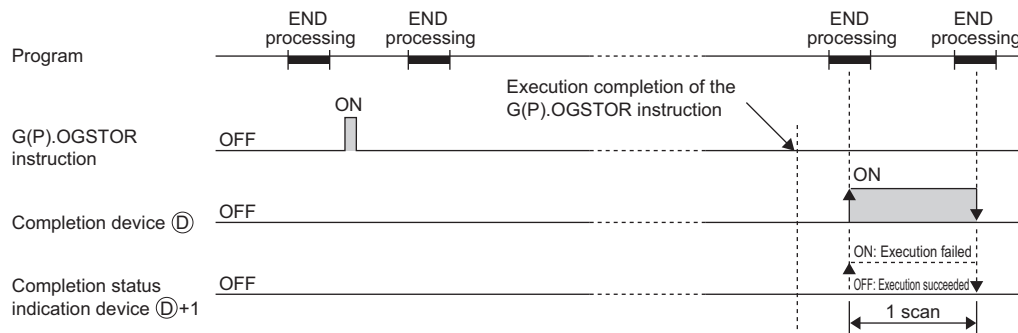 END processing
END processing
END processing
END processing
Program
Execution completion of the
G(P).OGSTOR instruction
ON
G(P).OGSTOR
instruction
OFF
ON
Completion device Ⓓ
OFF
ON: Execution failed
Completion status
indication device Ⓓ+1
OFF
OFF: Execution succeeded
1 scan